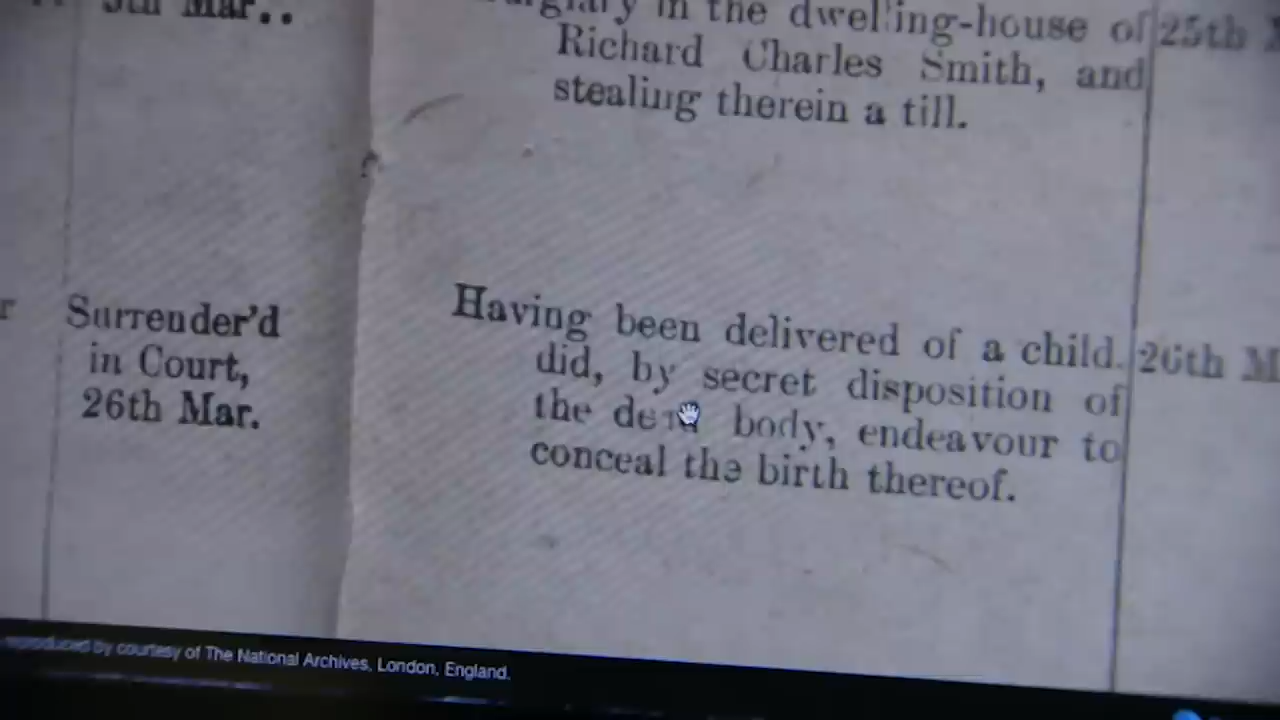 5th Mar..
in the dwelling-house of 25th
Richard Charles Smith, and
stealing therein a till.
Surrender'd
in Court,
26th Mar.
Having been delivered of a child. 26th M
did, by secret disposition of
the dead body, endeavour to
conceal the birth thereof.
reproduced by courtesy of The National Archives, London, England.